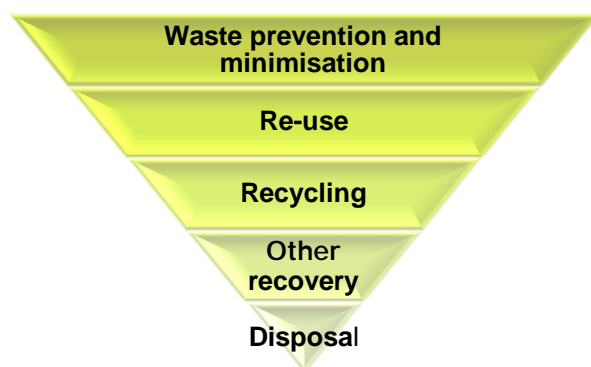 Waste prevention and
minimisation
Re-use
Recycling
Other
recovery
Disposal